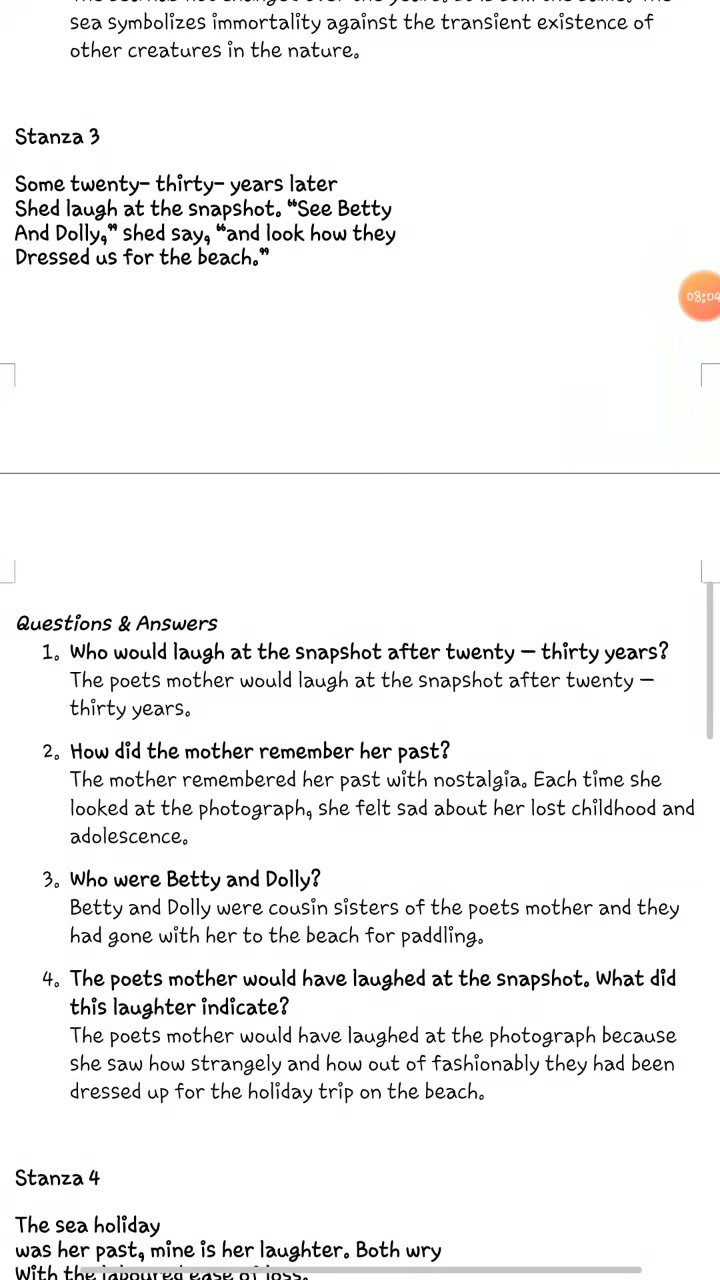 sea symbolizes immortality against the transient existence of
other creatures in the nature.
Stanza 3
Some twenty- thirty- years later
Shed laugh at the snapshot. “See Betty
And Dolly,” shed say, “and look how they
Dressed us for the beach.”
08:04
Questions & Answers
1. Who would laugh at the snapshot after twenty – thirty years?
The poets mother would laugh at the snapshot after twenty –
thirty years.
2. How did the mother remember her past?
The mother remembered her past with nostalgia. Each time she
looked at the photograph, she felt sad about her lost childhood and
adolescence.
3. Who were Betty and Dolly?
Betty and Dolly were cousin sisters of the poets mother and they
had gone with her to the beach for paddling.
4. The poets mother would have laughed at the snapshot. What did
this laughter indicate?
The poets mother would have laughed at the photograph because
she saw how strangely and how out of fashionably they had been
dressed up for the holiday trip on the beach.
Stanza 4
The sea holiday
was her past, mine is her laughter. Both wry
With the laboured ease of loss.